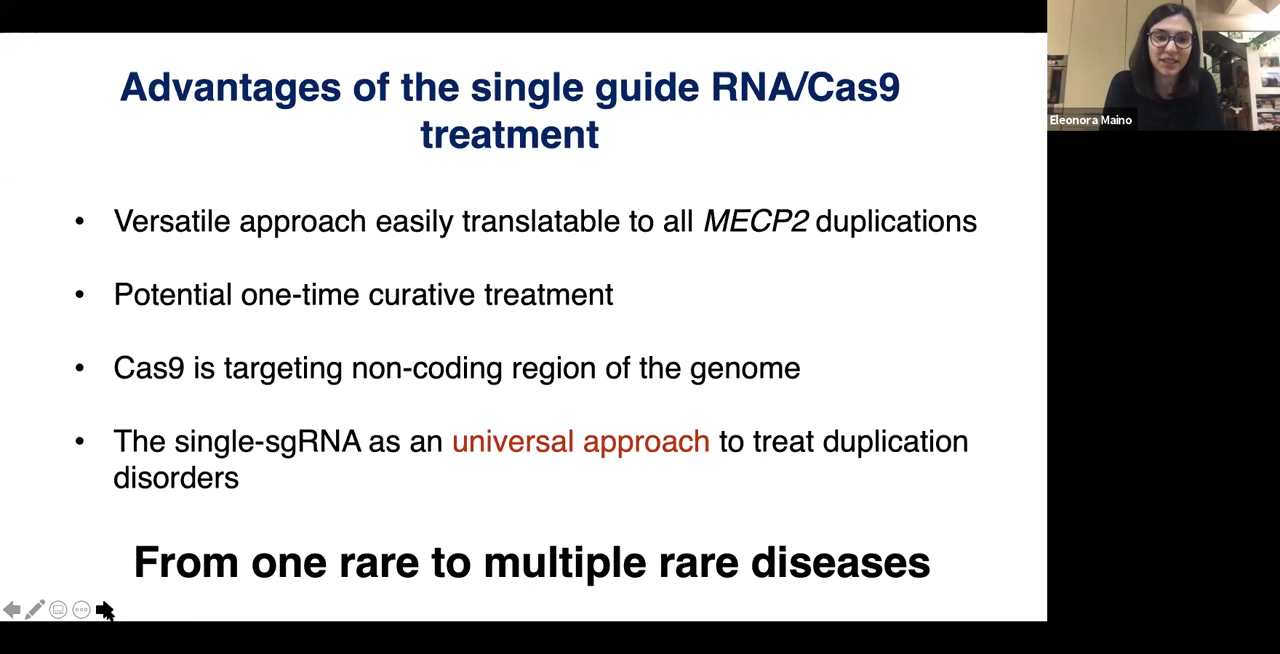 Advantages of the single guide RNA/Cas9
treatment
• Versatile approach easily translatable to all MECP2 duplications
• Potential one-time curative treatment
• Cas9 is targeting non-coding region of the genome
• The single-sgRNA as an universal approach to treat duplication
disorders
From one rare to multiple rare diseases
Eleonora Maino